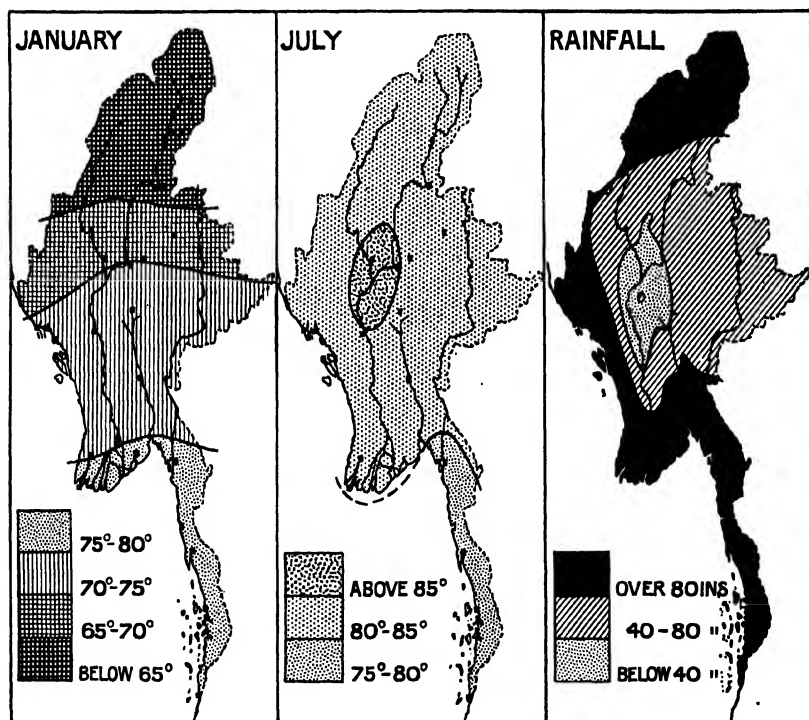 JANUARY
75°-80°
70°-75°
65°-70°
BELOW 65°
JULY
ABOVE 85°
80°-85°
75°-80°
RAINFALL
OVER 80INS
40-80 "
BELOW 40 "